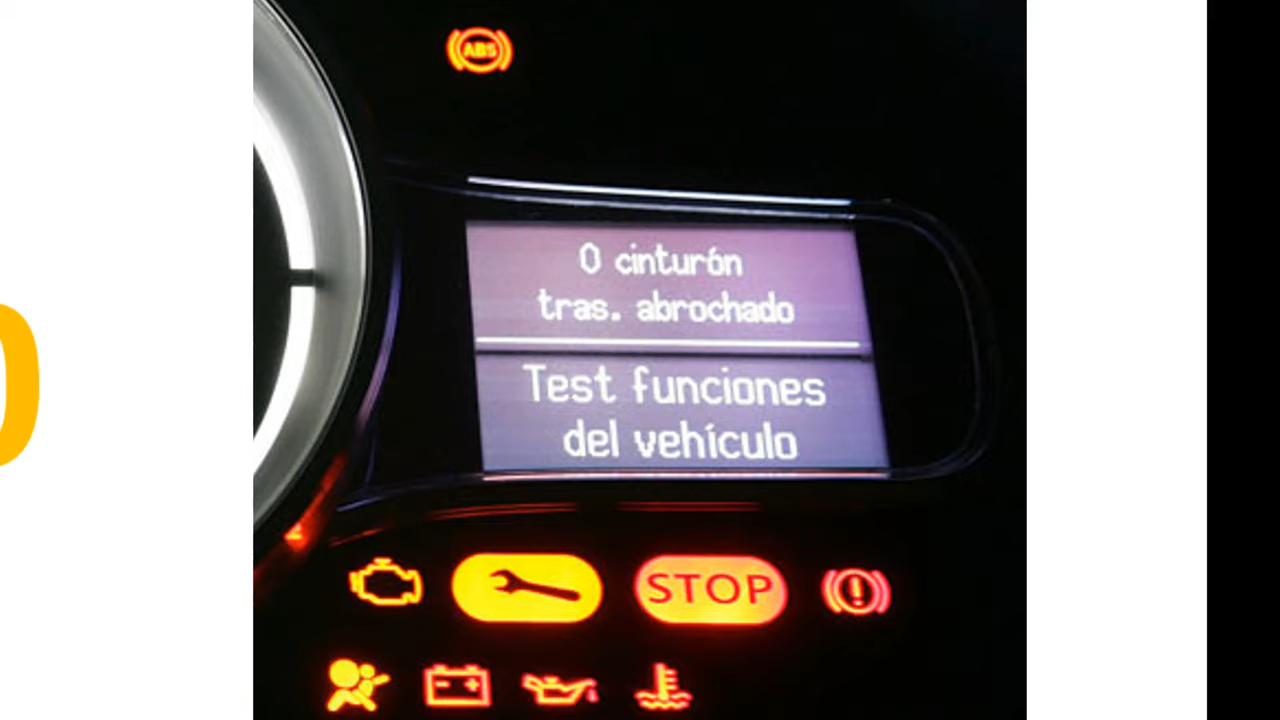 ABS
0 cinturón
tras. abrochado
Test funciones
del vehículo
STOP